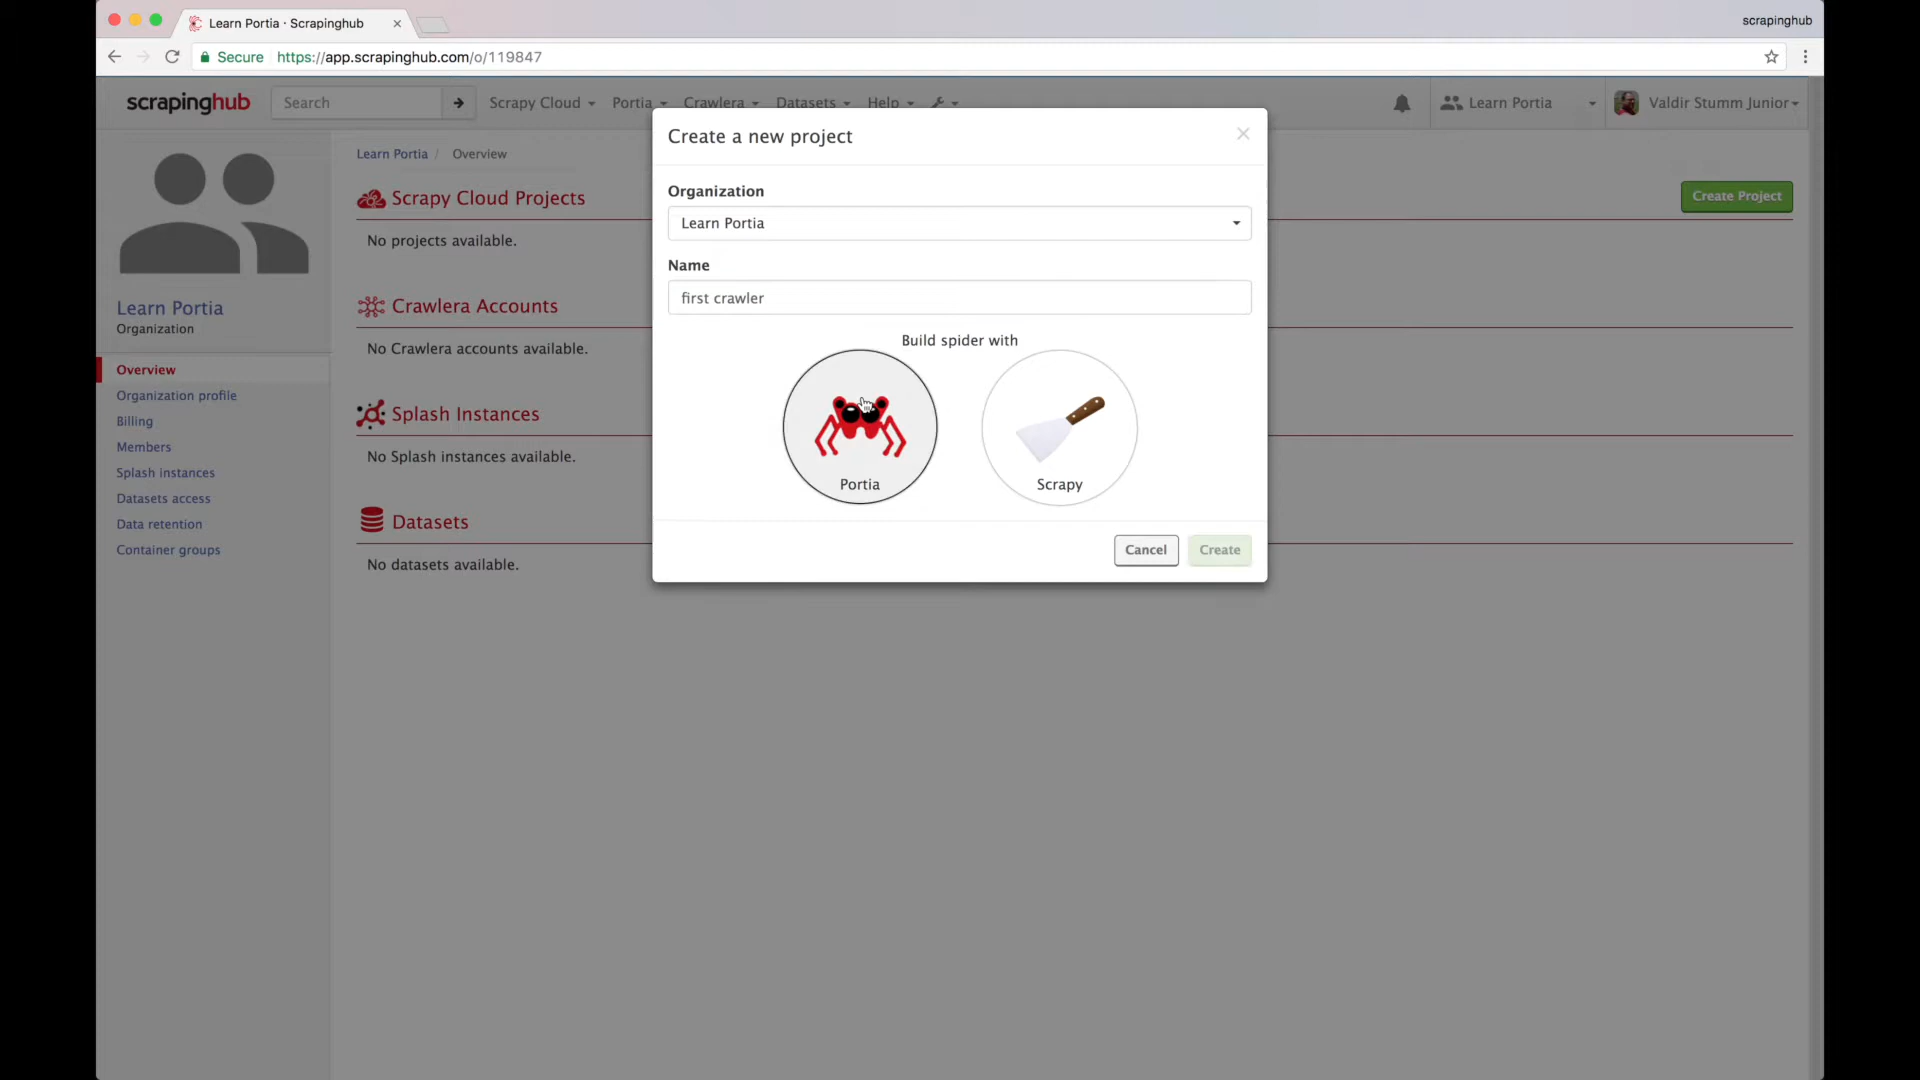 Learn Portia · Scrapinghub
scrapinghub
Secure https://app.scrapinghub.com/o/119847
scrapinghub Search Scrapy Cloud Portia Crawlera Datasets Help Learn Portia Valdir Stumm Junior
Create a new project
Learn Portia / Overview
Scrapy Cloud Projects
Create Project
No projects available.
Crawlera Accounts
No Crawlera accounts available.
Splash Instances
No Splash instances available.
Datasets
No datasets available.
Learn Portia
Organization
Overview
Organization profile
Billing
Members
Splash instances
Datasets access
Data retention
Container groups
Organization
Learn Portia
Name
first crawler
Build spider with
Portia
Scrapy
Cancel
Create